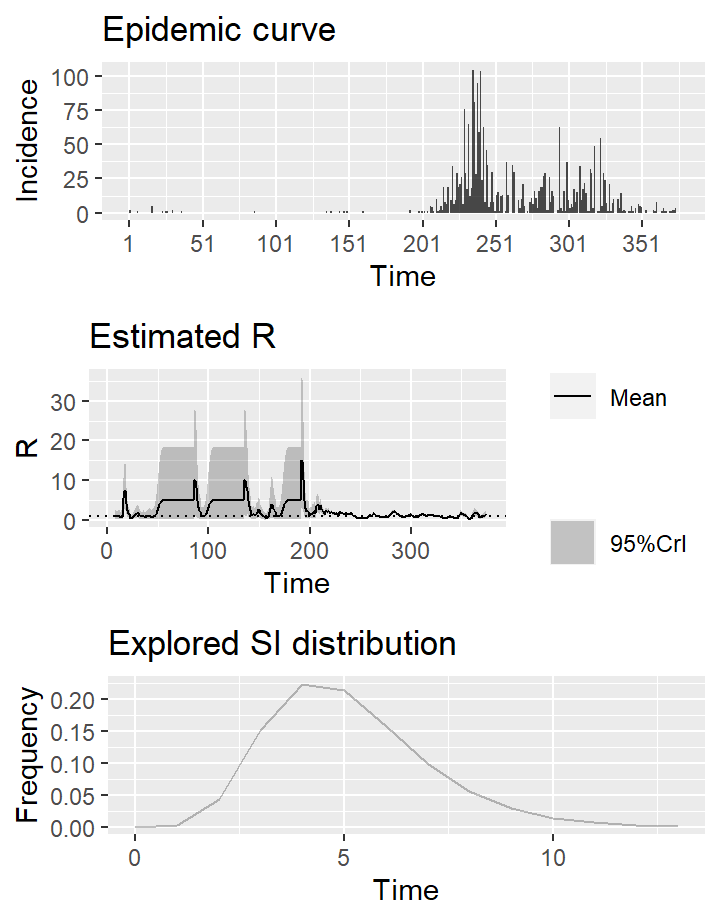 Epidemic curve
Incidence
100
75
50
25
0
1 51 101 151 201 251 301 351
Time
Estimated R
R
30
20
10
0
0 100 200 300
Time
Mean
95%CrI
Explored SI distribution
Frequency
0.20
0.15
0.10
0.05
0.00
0 5 10
Time